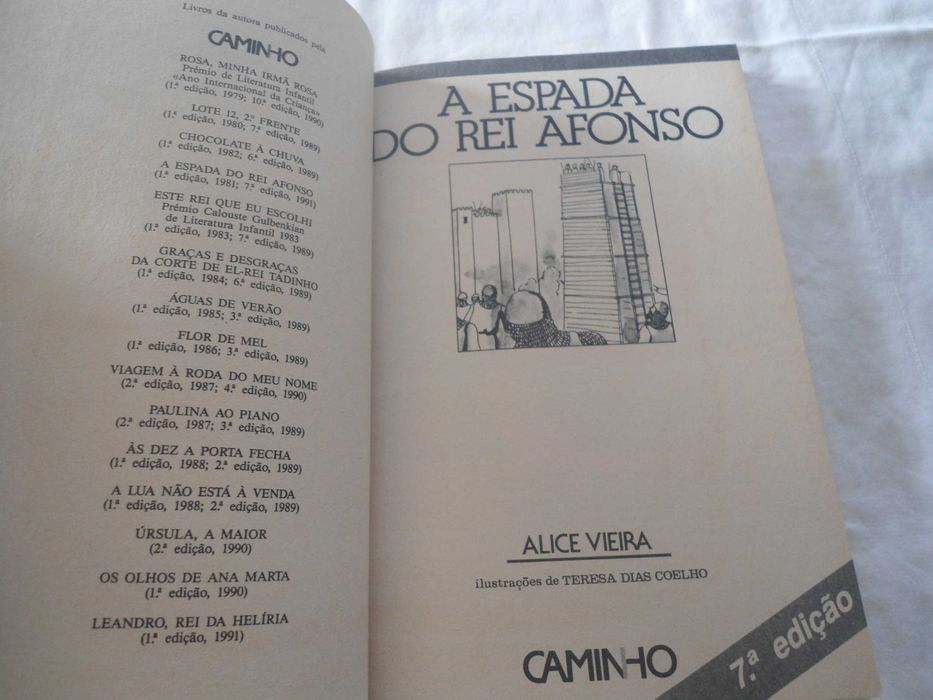 Livros da autora publicados pela
CAMINHO
ROSA, MINHA IRMÃ ROSA
Prémio de Literatura Infantil
«Ano Internacional da Criança»
(1.ª edição, 1979; 10.ª edição, 1990)
LOTE 12, 2.º FRENTE
(1.ª edição, 1980; 7.ª edição, 1989)
CHOCOLATE À CHUVA
(1.ª edição, 1982; 6.ª edição, 1989)
A ESPADA DO REI AFONSO
(1.ª edição, 1981; 7.ª edição, 1991)
ESTE REI QUE EU ESCOLHI
Prémio Calouste Gulbenkian
de Literatura Infantil 1983
(1.ª edição, 1983; 7.ª edição, 1989)
GRAÇAS E DESGRAÇAS
DA CORTE DE EL-REI TADINHO
(1.ª edição, 1984; 6.ª edição, 1989)
ÁGUAS DE VERÃO
(1.ª edição, 1985; 3.ª edição, 1989)
FLOR DE MEL
(1.ª edição, 1986; 3.ª edição, 1989)
VIAGEM À RODA DO MEU NOME
(2.ª edição, 1987; 4.ª edição, 1990)
PAULINA AO PIANO
(2.ª edição, 1987; 3.ª edição, 1989)
ÀS DEZ A PORTA FECHA
(1.ª edição, 1988; 2.ª edição, 1989)
A LUA NÃO ESTÁ À VENDA
(1.ª edição, 1988; 2.ª edição, 1989)
ÚRSULA, A MAIOR
(2.ª edição, 1990)
OS OLHOS DE ANA MARTA
(1.ª edição, 1990)
LEANDRO, REI DA HELÍRIA
(1.ª edição, 1991)
A ESPADA
DO REI AFONSO
ALICE VIEIRA
ilustrações de TERESA DIAS COELHO
CAMINHO
7.ª edição